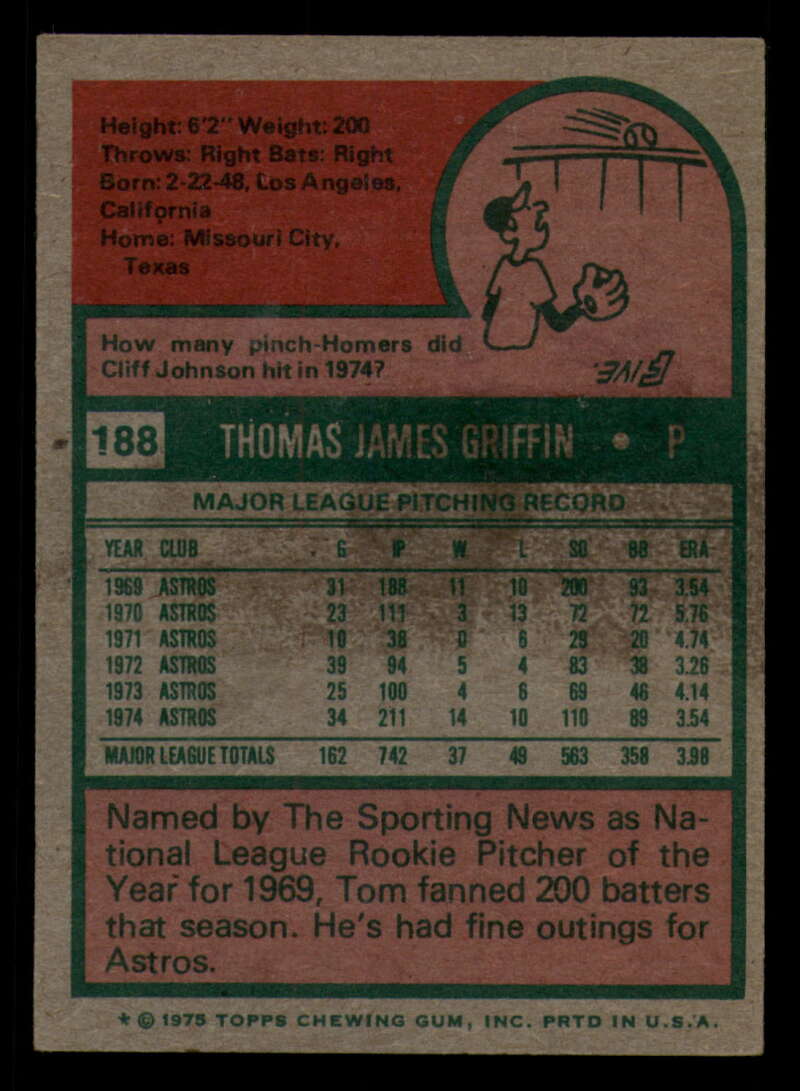 Height: 6'2" Weight: 200
Throws: Right Bats: Right
Born: 2-22-48, Los Angeles,
California
Home: Missouri City,
Texas
How many pinch-Homers did
Cliff Johnson hit in 1974?
FIVE.
188 THOMAS JAMES GRIFFIN • P
MAJOR LEAGUE PITCHING RECORD
YEAR CLUB G IP W L SO BB ERA
1969 ASTROS 31 188 11 10 200 93 3.54
1970 ASTROS 23 111 3 13 72 72 5.76
1971 ASTROS 10 38 0 6 29 20 4.74
1972 ASTROS 39 94 5 4 83 38 3.26
1973 ASTROS 25 100 4 6 69 46 4.14
1974 ASTROS 34 211 14 10 110 89 3.54
MAJOR LEAGUE TOTALS 162 742 37 49 563 358 3.98
Named by The Sporting News as Na-
tional League Rookie Pitcher of the
Year for 1969, Tom fanned 200 batters
that season. He's had fine outings for
Astros.
* © 1975 TOPPS CHEWING GUM, INC. PRTD IN U.S.A.